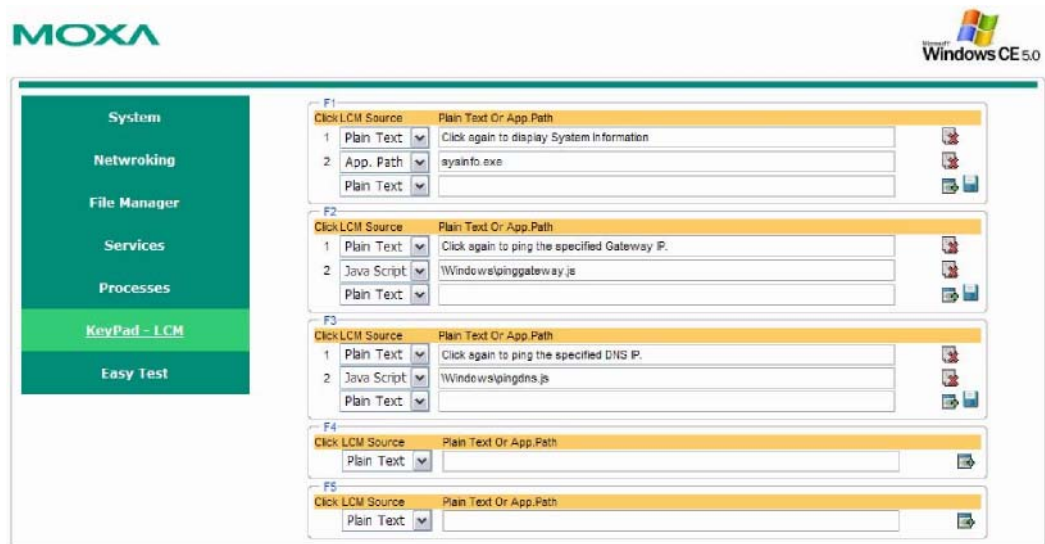 MOXA
Microsoft
Windows CE 5.0
System
Netwroking
File Manager
Services
Processes
KeyPad - LCM
Easy Test
F1
Click LCM Source Plain Text Or App.Path
1 Plain Text Click again to display System Information
2 App. Path sysinfo.exe
Plain Text
F2
Click LCM Source Plain Text Or App.Path
1 Plain Text Click again to ping the specified Gateway IP.
2 Java Script \Windows\pinggateway.js
Plain Text
F3
Click LCM Source Plain Text Or App.Path
1 Plain Text Click again to ping the specified DNS IP.
2 Java Script \Windows\pingdns.js
Plain Text
F4
Click LCM Source Plain Text Or App.Path
Plain Text
F5
Click LCM Source Plain Text Or App.Path
Plain Text